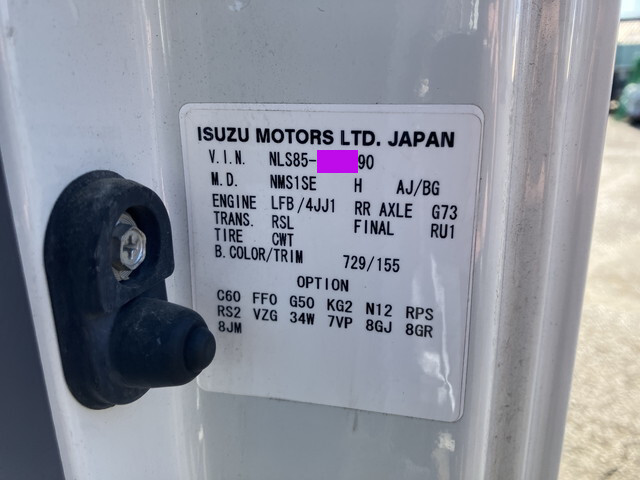 ISUZU MOTORS LTD. JAPAN
V.I.N. NLS85- 90
M.D. NMS1SE H AJ/BG
ENGINE LFB/4JJ1 RR AXLE G73
TRANS. RSL FINAL RU1
TIRE CWT
B.COLOR/TRIM 729/155
OPTION
C60 FF0 G50 KG2 N12 RPS
RS2 VZG 34W 7VP 8GJ 8GR
8JM